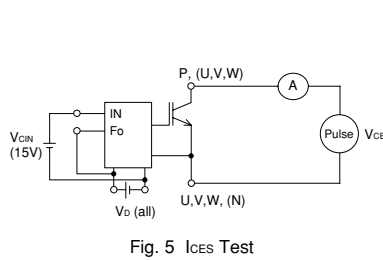 P, (U,V,W)
A
IN
Fo
VCIN
(15V)
Pulse
VCE
VD (all)
U,V,W, (N)
Fig. 5 ICES Test